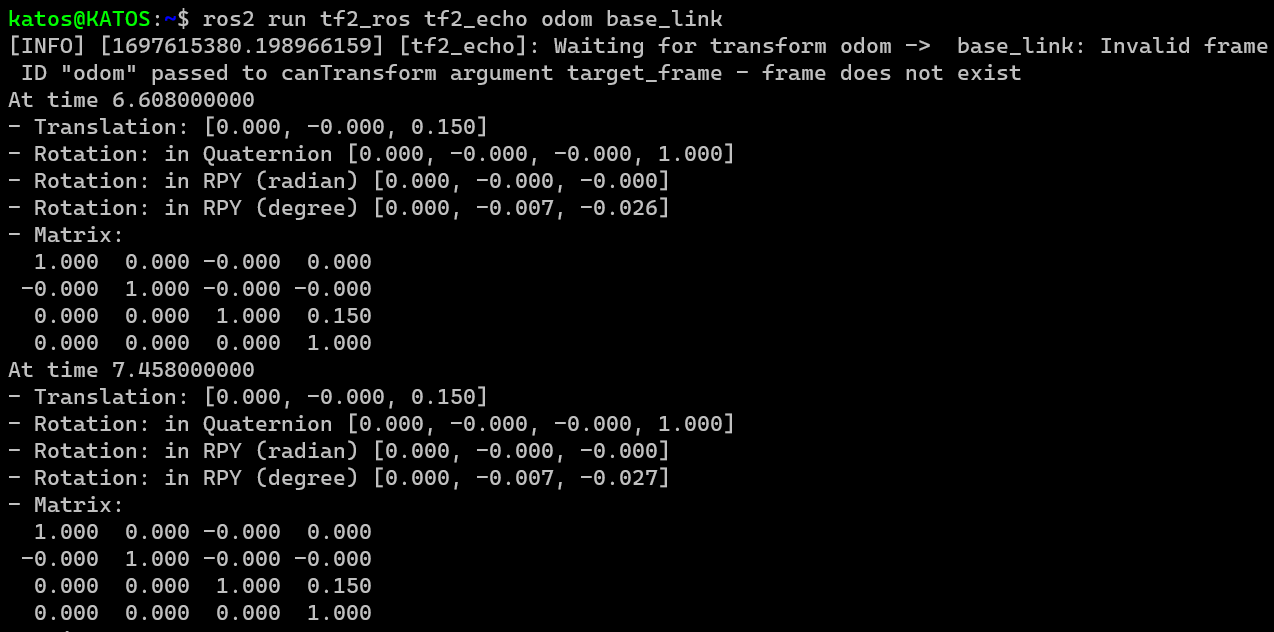 katos@KATOS:~$ ros2 run tf2_ros tf2_echo odom base_link
[INFO] [1697615380.198966159] [tf2_echo]: Waiting for transform odom ->  base_link: Invalid frame
 ID "odom" passed to canTransform argument target_frame - frame does not exist
At time 6.608000000
- Translation: [0.000, -0.000, 0.150]
- Rotation: in Quaternion [0.000, -0.000, -0.000, 1.000]
- Rotation: in RPY (radian) [0.000, -0.000, -0.000]
- Rotation: in RPY (degree) [0.000, -0.007, -0.026]
- Matrix:
  1.000  0.000 -0.000  0.000
 -0.000  1.000 -0.000 -0.000
  0.000  0.000  1.000  0.150
  0.000  0.000  0.000  1.000
At time 7.458000000
- Translation: [0.000, -0.000, 0.150]
- Rotation: in Quaternion [0.000, -0.000, -0.000, 1.000]
- Rotation: in RPY (radian) [0.000, -0.000, -0.000]
- Rotation: in RPY (degree) [0.000, -0.007, -0.027]
- Matrix:
  1.000  0.000 -0.000  0.000
 -0.000  1.000 -0.000 -0.000
  0.000  0.000  1.000  0.150
  0.000  0.000  0.000  1.000